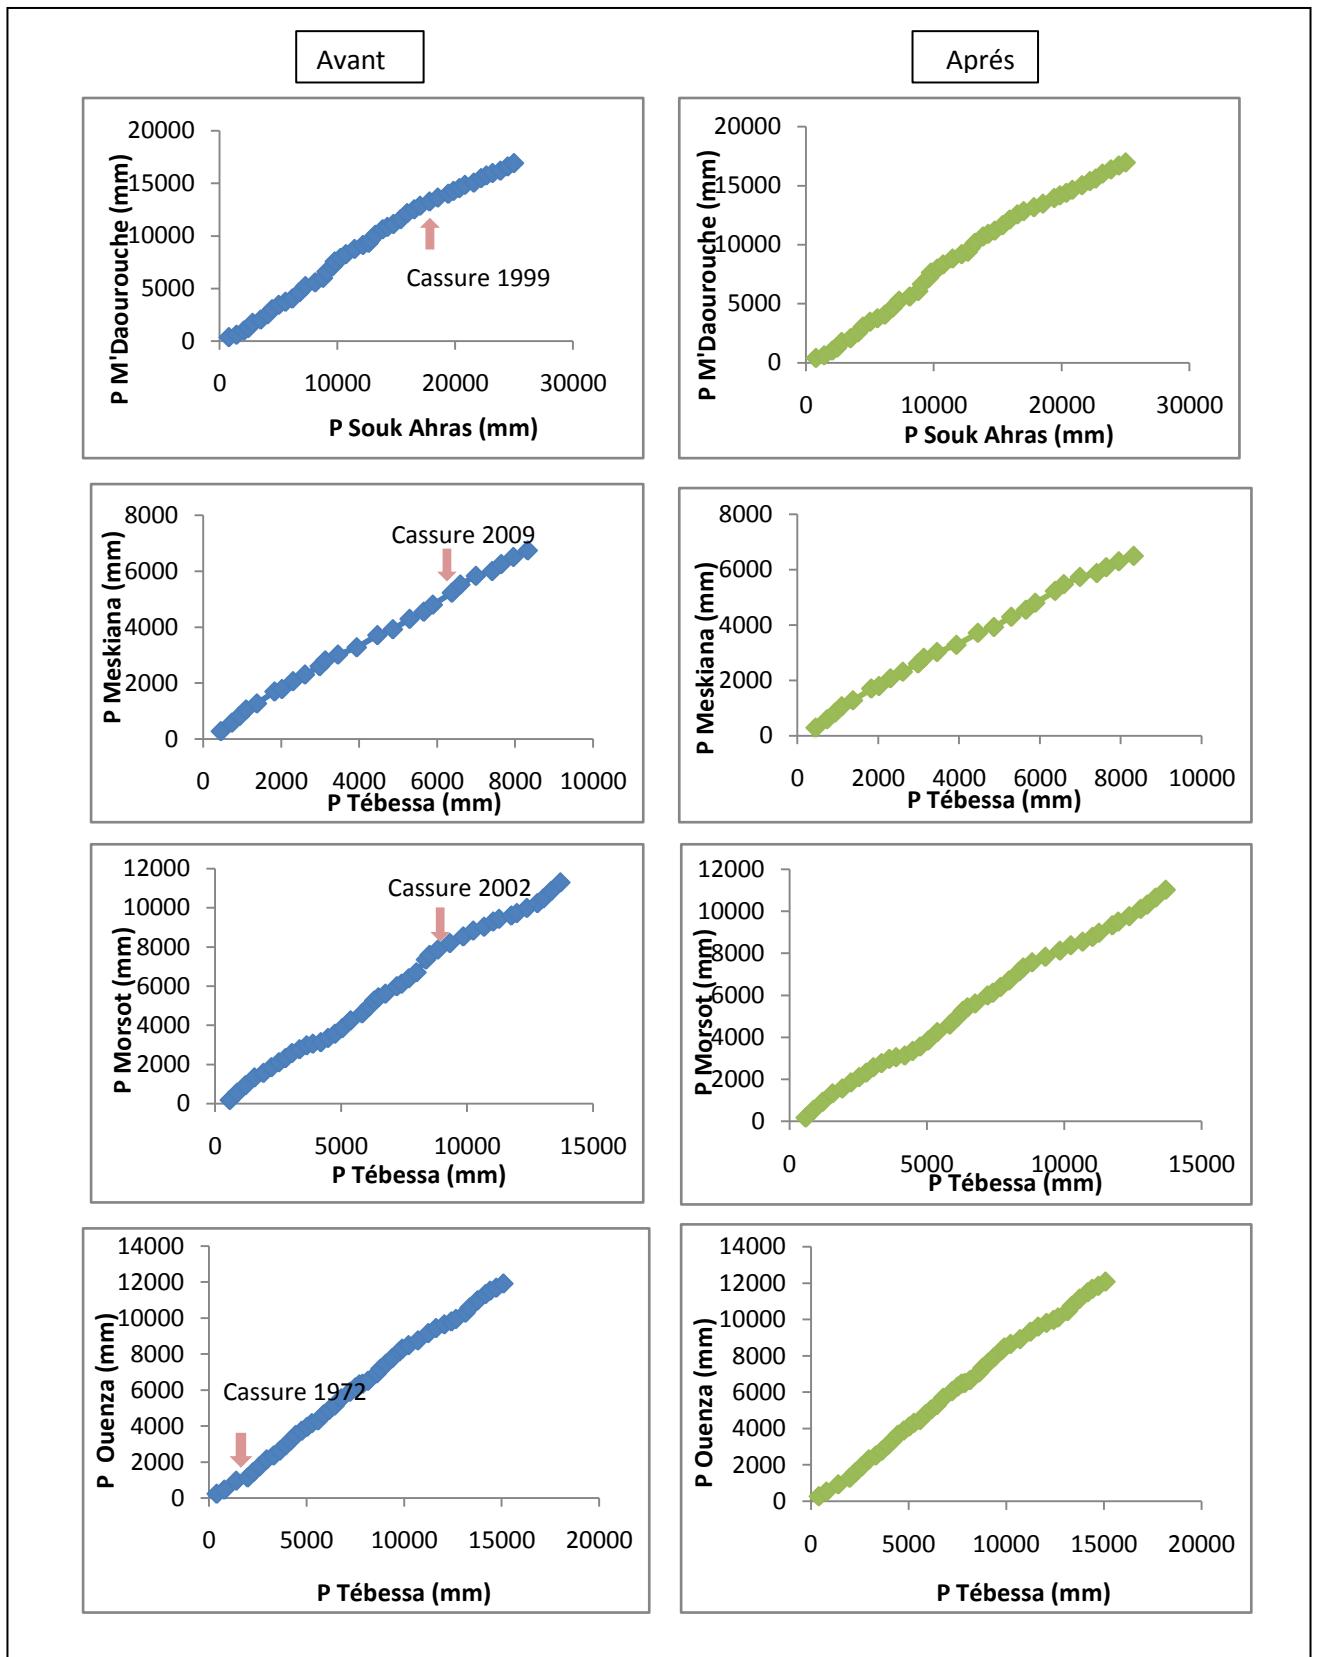 Avant
Aprés
20000
15000
10000
5000
0
0 10000 20000 30000
P M'Daourouche (mm)
P Souk Ahras (mm)
Cassure 1999
20000
15000
10000
5000
0
0 10000 20000 30000
P M'Daourouche (mm)
P Souk Ahras (mm)
8000
6000
4000
2000
0
0 2000 4000 6000 8000 10000
P Meskiana (mm)
P Tébessa (mm)
Cassure 2009
8000
6000
4000
2000
0
0 2000 4000 6000 8000 10000
P Meskiana (mm)
P Tébessa (mm)
12000
10000
8000
6000
4000
2000
0
0 5000 10000 15000
P Morsot (mm)
P Tébessa (mm)
Cassure 2002
12000
10000
8000
6000
4000
2000
0
0 5000 10000 15000
P Morsot (mm)
P Tébessa (mm)
14000
12000
10000
8000
6000
4000
2000
0
0 5000 10000 15000 20000
P Ouenza (mm)
P Tébessa (mm)
Cassure 1972
14000
12000
10000
8000
6000
4000
2000
0
0 5000 10000 15000 20000
P Ouenza (mm)
P Tébessa (mm)